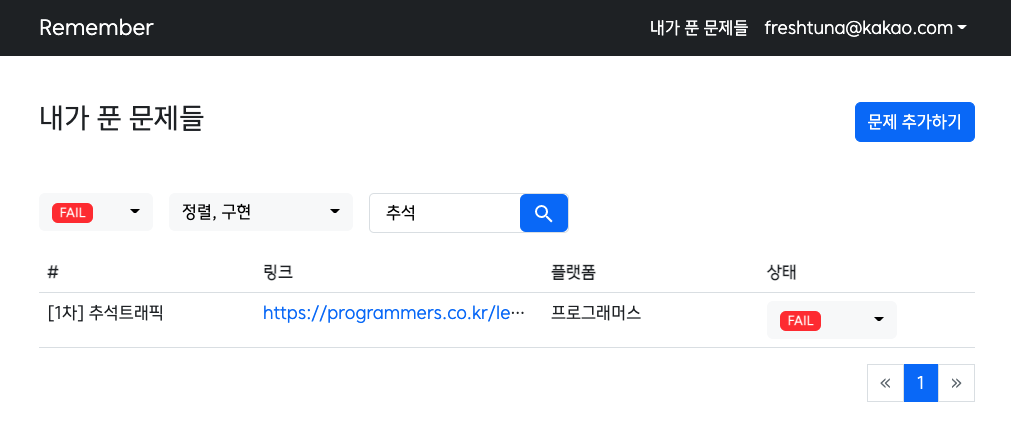 Remember 내가 푼 문제들 freshtuna@kakao.com
내가 푼 문제들 문제 추가하기
FAIL 정렬, 구현 추석
# 링크 플랫폼 상태
[1차] 추석트래픽 https://programmers.co.kr/le… 프로그래머스 FAIL
« 1 »